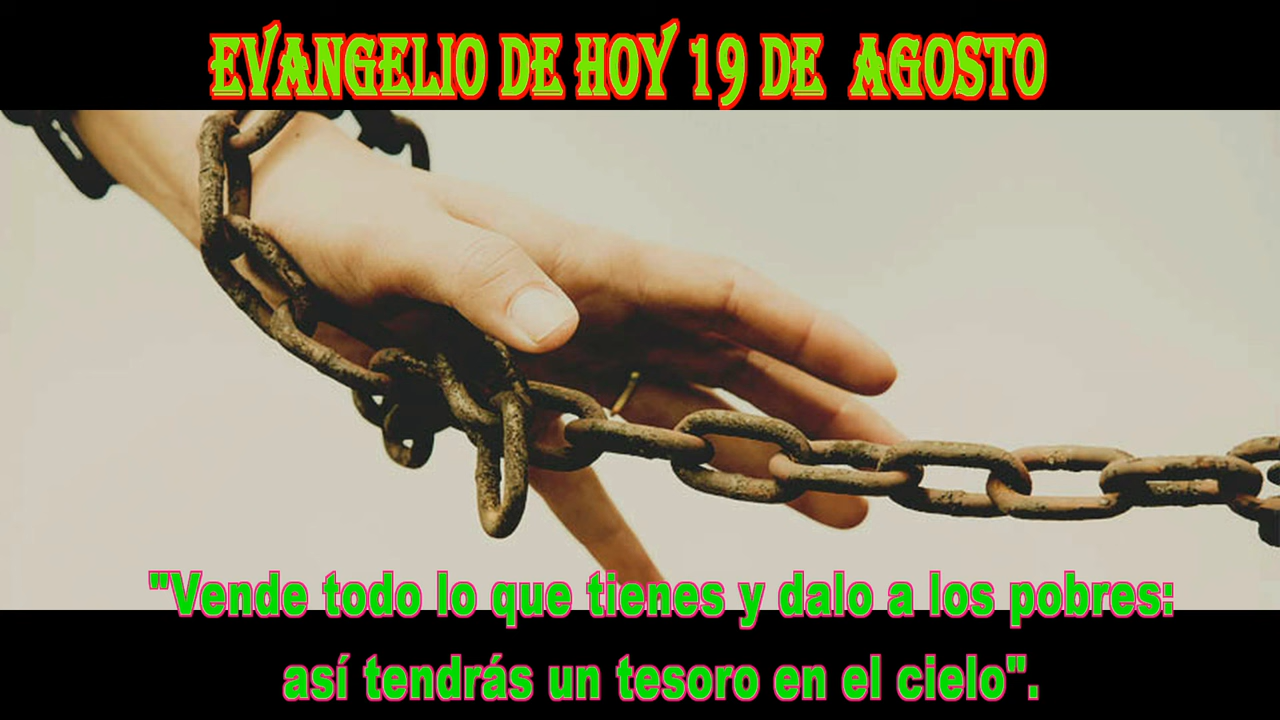 EVANGELIO DE HOY 19 DE AGOSTO
"Vende todo lo que tienes y dalo a los pobres:
así tendrás un tesoro en el cielo".